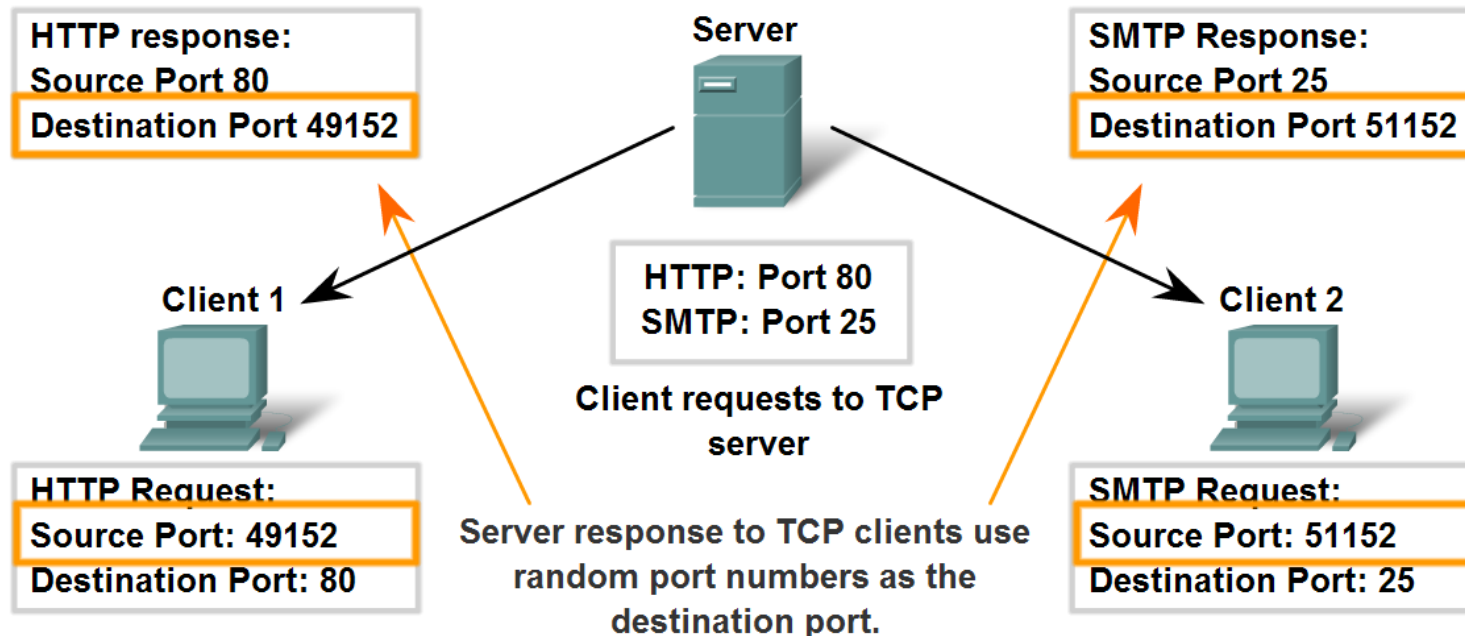 HTTP response:
Source Port 80
Destination Port 49152
Server
SMTP Response:
Source Port 25
Destination Port 51152
HTTP: Port 80
SMTP: Port 25
Client 1
Client 2
Client requests to TCP
server
HTTP Request:
Source Port: 49152
Destination Port: 80
Server response to TCP clients use
random port numbers as the
destination port.
SMTP Request:
Source Port: 51152
Destination Port: 25